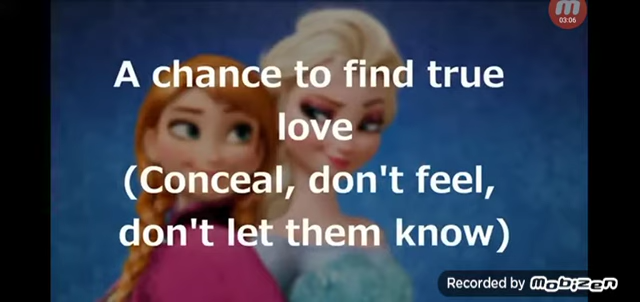 03:06
A chance to find true
love
(Conceal, don't feel,
don't let them know)
Recorded by mobizen